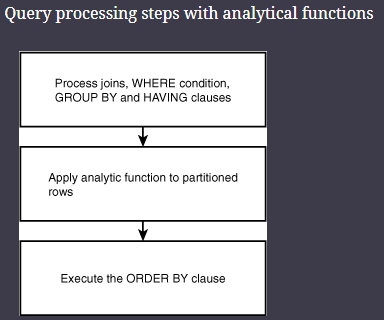 Query processing steps with analytical functions
Process joins, WHERE condition,
GROUP BY and HAVING clauses
Apply analytic function to partitioned
rows
Execute the ORDER BY clause